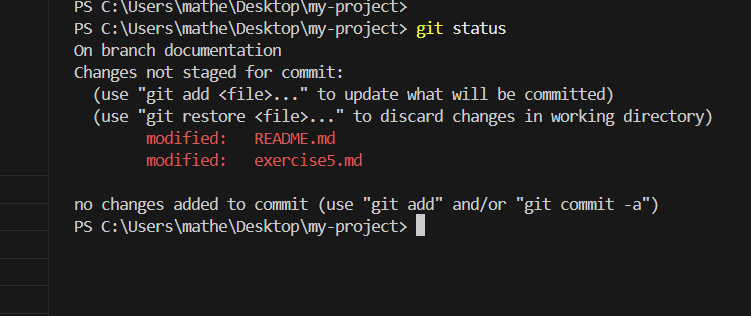 PS C:\Users\mathe\Desktop\my-project>
PS C:\Users\mathe\Desktop\my-project> git status
On branch documentation
Changes not staged for commit:
  (use "git add <file>..." to update what will be committed)
  (use "git restore <file>..." to discard changes in working directory)
        modified:   README.md
        modified:   exercise5.md

no changes added to commit (use "git add" and/or "git commit -a")
PS C:\Users\mathe\Desktop\my-project>